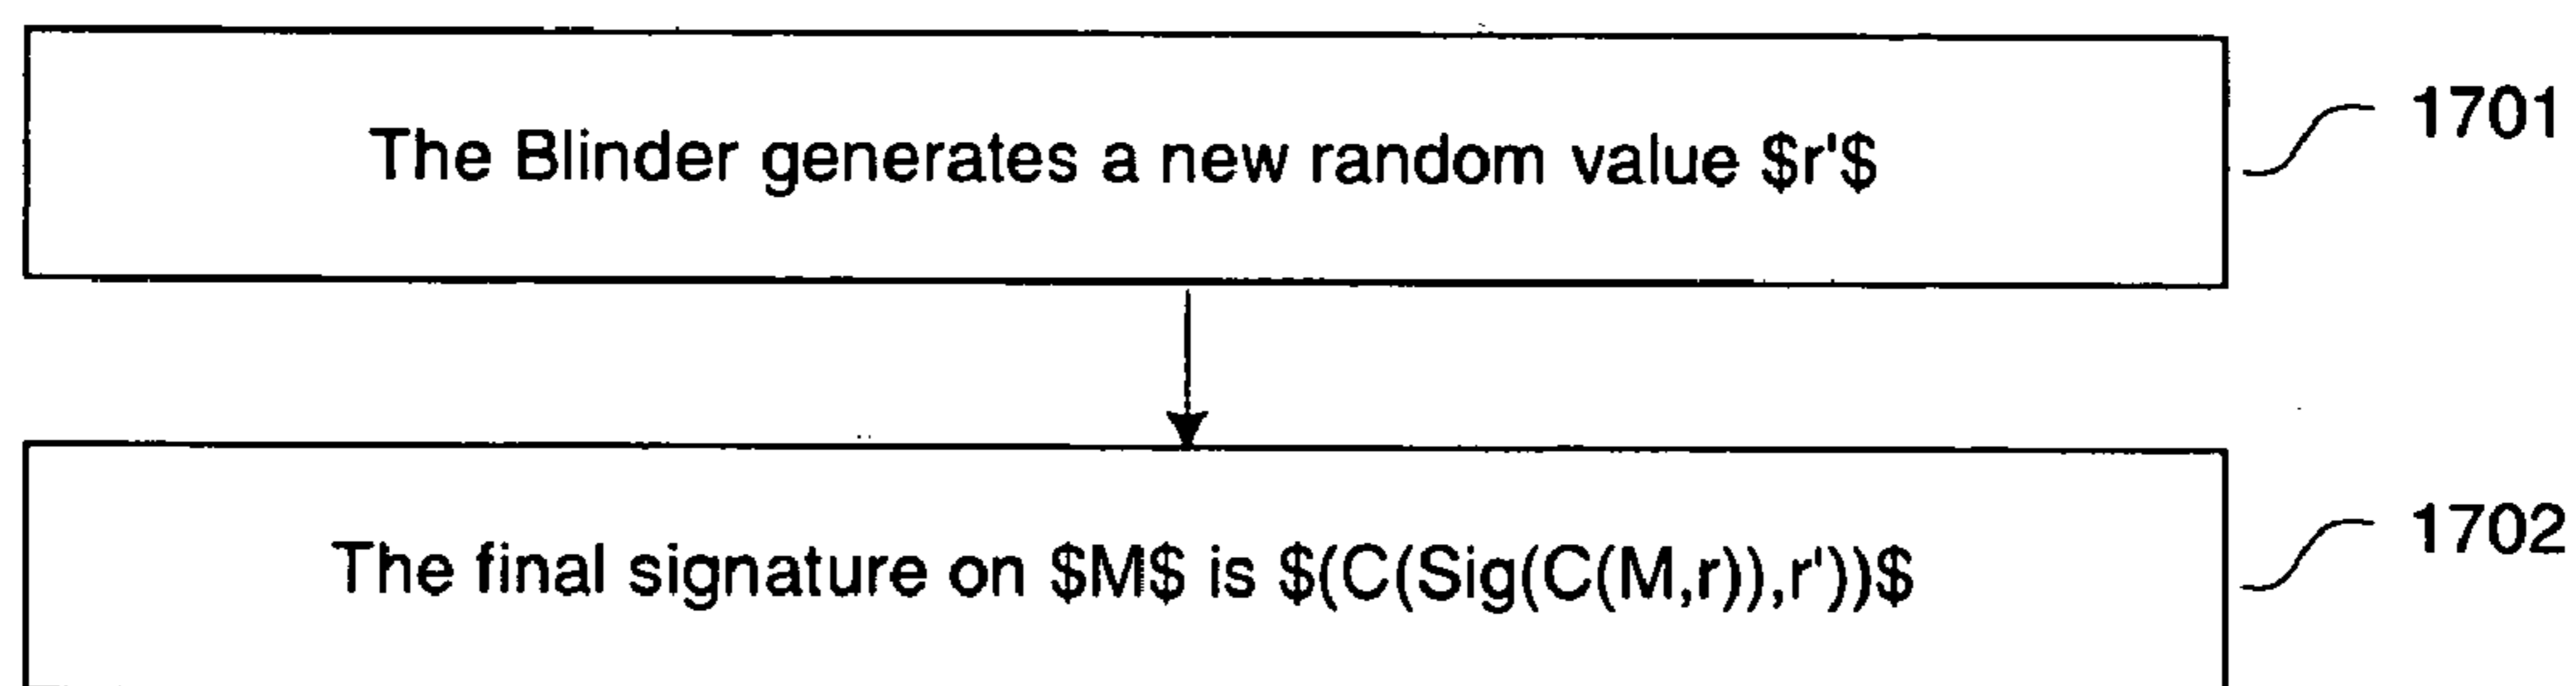 The Blinder generates a new random value $r'$
1701
The final signature on $M$ is $(C(Sig(C(M,r)),r'))$
1702